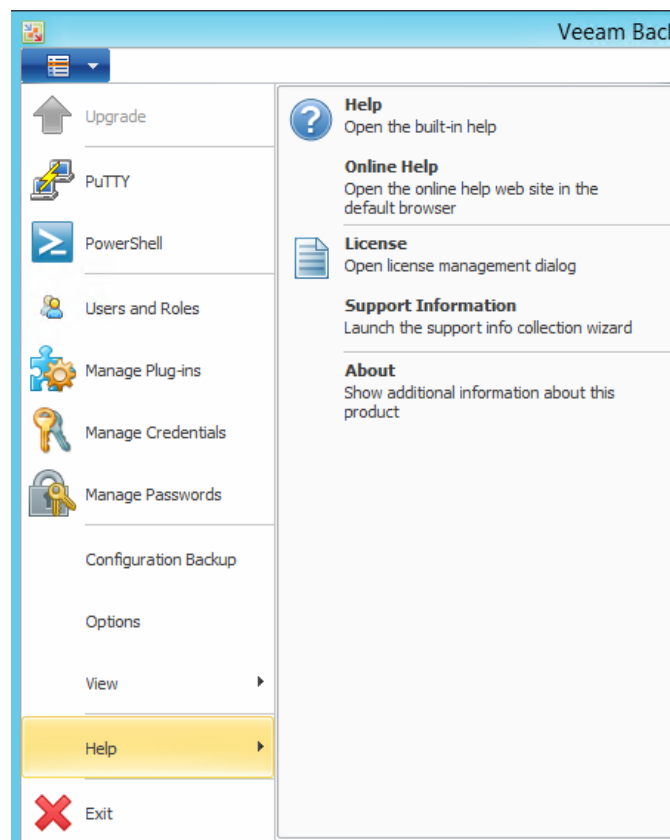 Veeam
Upgrade
PuTTY
PowerShell
Users and Roles
Manage Plug-ins
Manage Credentials
Manage Passwords
Configuration Backup
Options
View
Help
Exit
Help
Open the built-in help
Online Help
Open the online help web site in the
default browser
License
Open license management dialog
Support Information
Launch the support info collection wizard
About
Show additional information about this
product